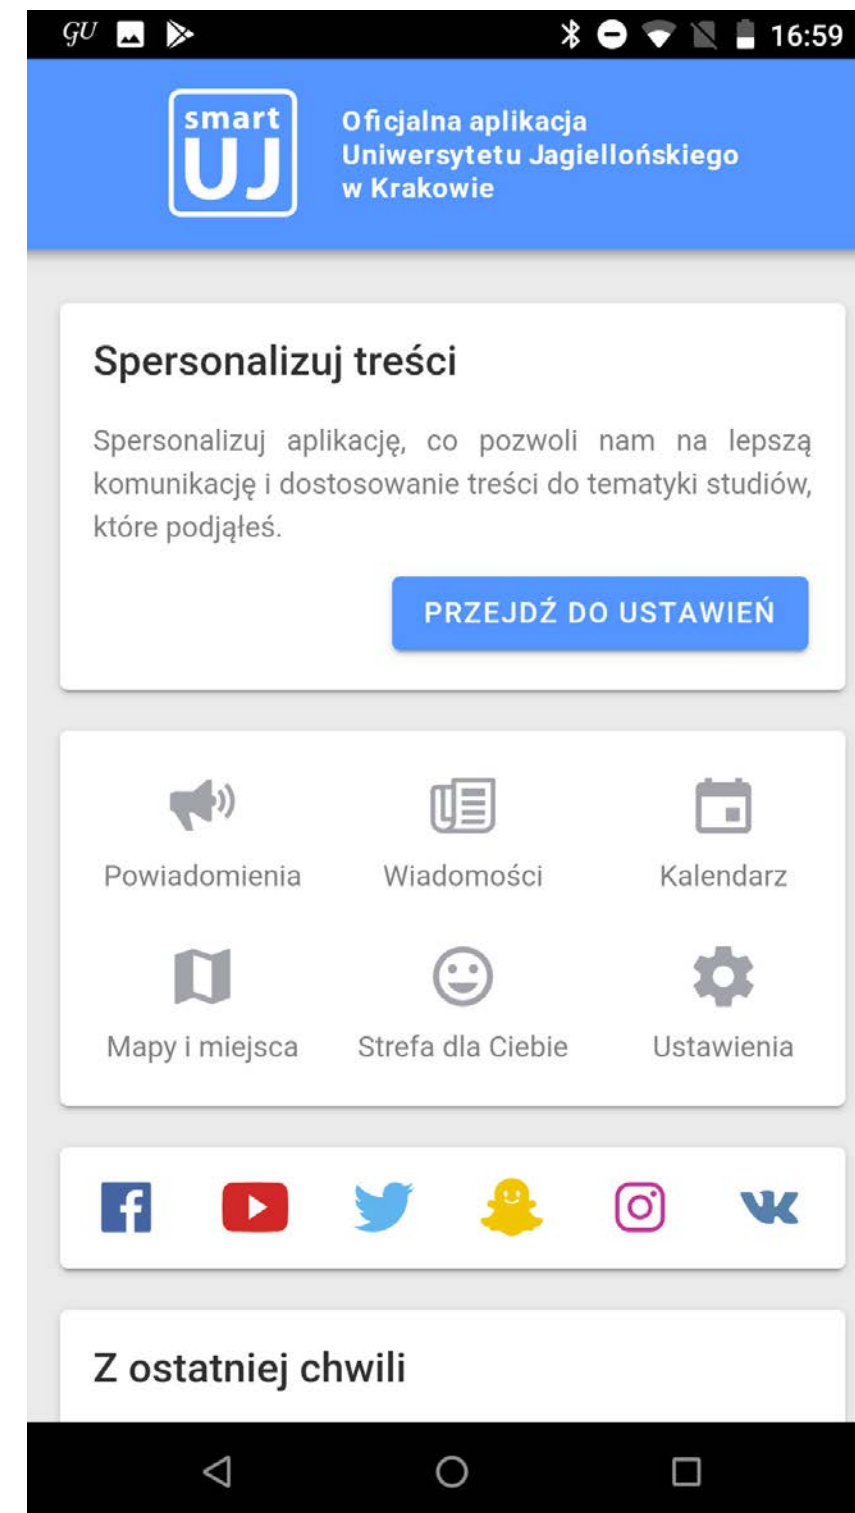 GU
16:59
smart
UJ
Oficjalna aplikacja
Uniwersytetu Jagiellońskiego
w Krakowie
Spersonalizuj treści
Spersonalizuj aplikację, co pozwoli nam na lepszą
komunikację i dostosowanie treści do tematyki studiów,
które podjąłeś.
PRZEJDŹ DO USTAWIEŃ
Powiadomienia Wiadomości Kalendarz
Mapy i miejsca Strefa dla Ciebie Ustawienia
Z ostatniej chwili